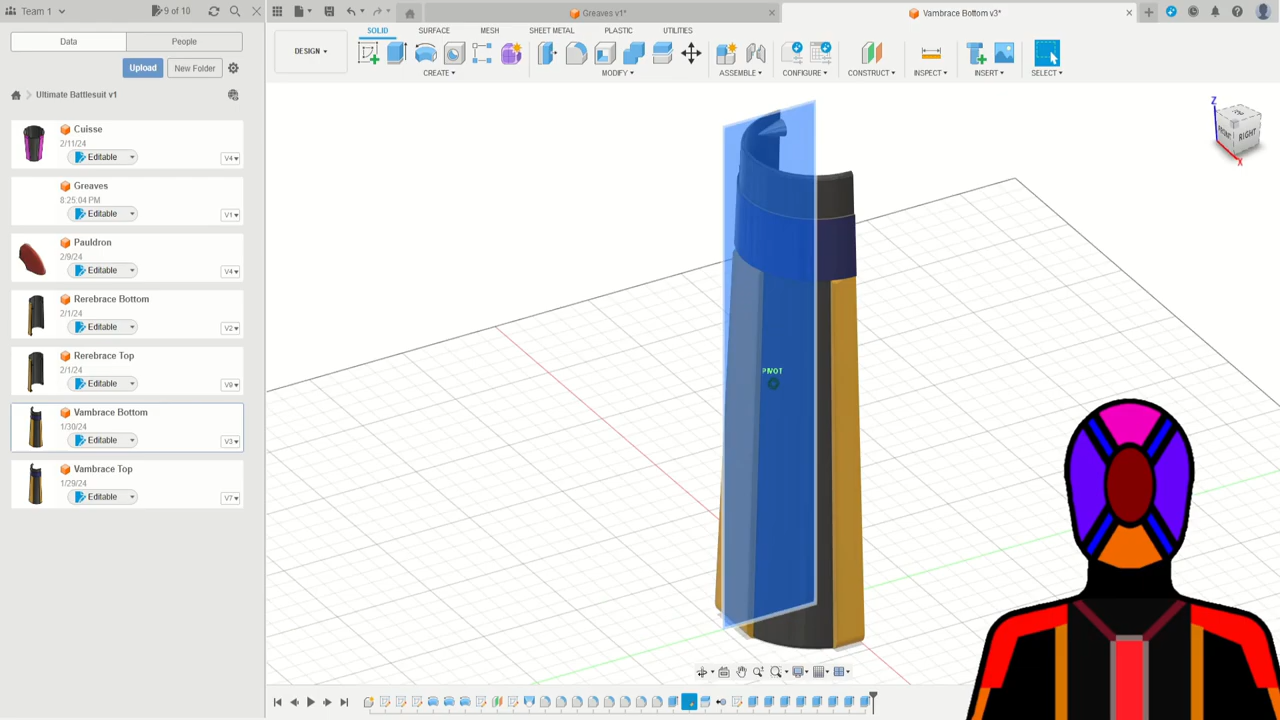 Team 1
9 of 10
Greaves v1*
Vambrace Bottom v3*
Data
People
Upload
New Folder
Ultimate Battlesuit v1
Cuisse
2/11/24
Editable
V4
Greaves
8:25:04 PM
Editable
V1
Pauldron
2/9/24
Editable
V4
Rerebrace Bottom
2/1/24
Editable
V2
Rerebrace Top
2/1/24
Editable
V9
Vambrace Bottom
1/30/24
Editable
V3
Vambrace Top
1/29/24
Editable
V7
DESIGN
SOLID
SURFACE
MESH
SHEET METAL
PLASTIC
UTILITIES
CREATE
MODIFY
ASSEMBLE
CONFIGURE
CONSTRUCT
INSPECT
INSERT
SELECT
Z
FRONT
RIGHT
X
PIVOT